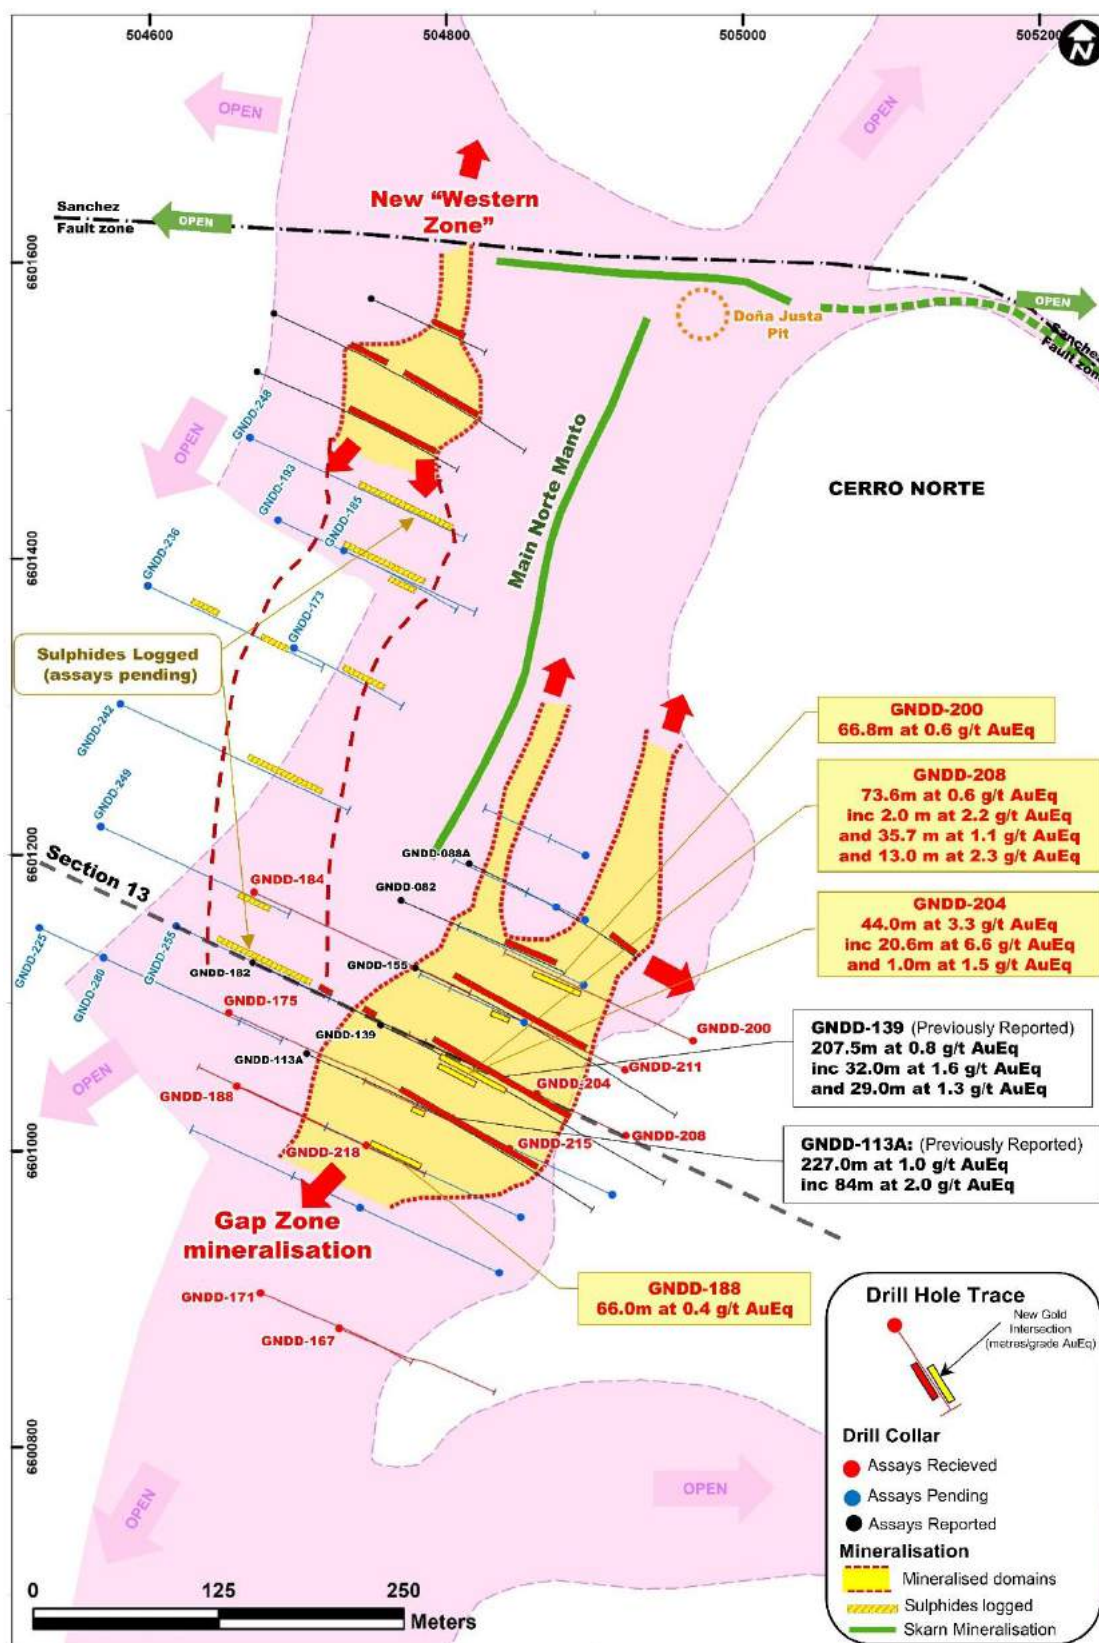 504600
504800
505000
505200
N
OPEN
OPEN
New "Western
Zone"
Sanchez
Fault zone
OPEN
6601600
OPEN
Doña Justa
Pit
Sanchez
Fault zone
GNDD-248
OPEN
GNDD-193
GNDD-185
Main Norte Manto
CERRO NORTE
6601400
GNDD-236
GNDD-173
Sulphides Logged
(assays pending)
GNDD-242
GNDD-249
GNDD-200
66.8m at 0.6 g/t AuEq
GNDD-208
73.6m at 0.6 g/t AuEq
inc 2.0 m at 2.2 g/t AuEq
and 35.7 m at 1.1 g/t AuEq
and 13.0 m at 2.3 g/t AuEq
6601200
Section 13
GNDD-088A
GNDD-184
GNDD-082
GNDD-204
44.0m at 3.3 g/t AuEq
inc 20.6m at 6.6 g/t AuEq
and 1.0m at 1.5 g/t AuEq
GNDD-225
GNDD-280
GNDD-255
GNDD-182
GNDD-155
GNDD-175
GNDD-139
GNDD-200
GNDD-139 (Previously Reported)
207.5m at 0.8 g/t AuEq
inc 32.0m at 1.6 g/t AuEq
and 29.0m at 1.3 g/t AuEq
GNDD-113A
GNDD-211
OPEN
GNDD-188
GNDD-204
GNDD-208
GNDD-218
GNDD-215
6601000
GNDD-113A: (Previously Reported)
227.0m at 1.0 g/t AuEq
inc 84m at 2.0 g/t AuEq
Gap Zone
mineralisation
GNDD-171
GNDD-188
66.0m at 0.4 g/t AuEq
GNDD-167
6600800
OPEN
OPEN
Drill Hole Trace
New Gold
Intersection
(metres/grade AuEq)
Drill Collar
Assays Recieved
Assays Pending
Assays Reported
Mineralisation
Mineralised domains
Sulphides logged
Skarn Mineralisation
0
125
250
Meters